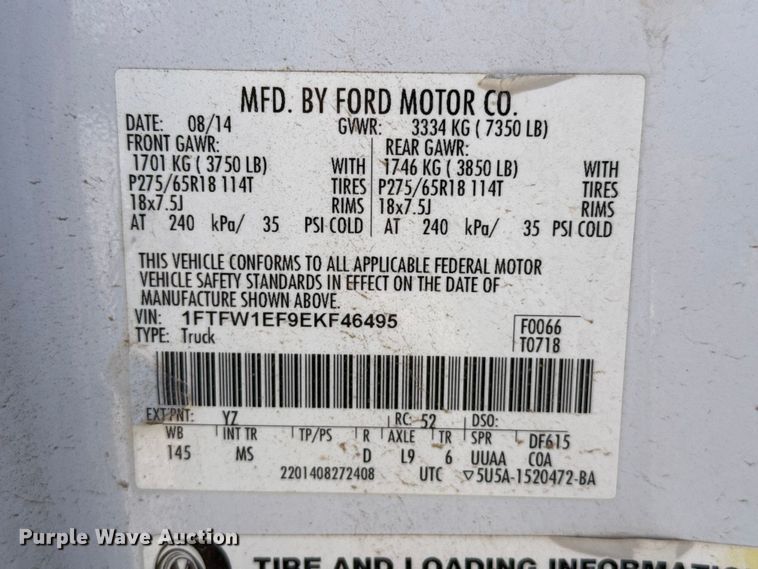 MFD. BY FORD MOTOR CO.
DATE: 08/14 GVWR: 3334 KG ( 7350 LB)
FRONT GAWR: REAR GAWR:
1701 KG ( 3750 LB) WITH 1746 KG ( 3850 LB) WITH
P275/65R18 114T TIRES P275/65R18 114T TIRES
18x7.5J RIMS 18x7.5J RIMS
AT 240 kPa/ 35 PSI COLD AT 240 kPa/ 35 PSI COLD
THIS VEHICLE CONFORMS TO ALL APPLICABLE FEDERAL MOTOR
VEHICLE SAFETY STANDARDS IN EFFECT ON THE DATE OF
MANUFACTURE SHOWN ABOVE.
VIN: 1FTFW1EF9EKF46495 F0066
TYPE: Truck T0718
EXT PNT: YZ RC: 52 DSO:
WB INT TR TP/PS R AXLE TR SPR DF615
145 MS D L9 6 UUAA COA
2201408272408 UTC ▽5U5A-1520472-BA
Purple Wave Auction
TIRE AND LOADING INFORMATION